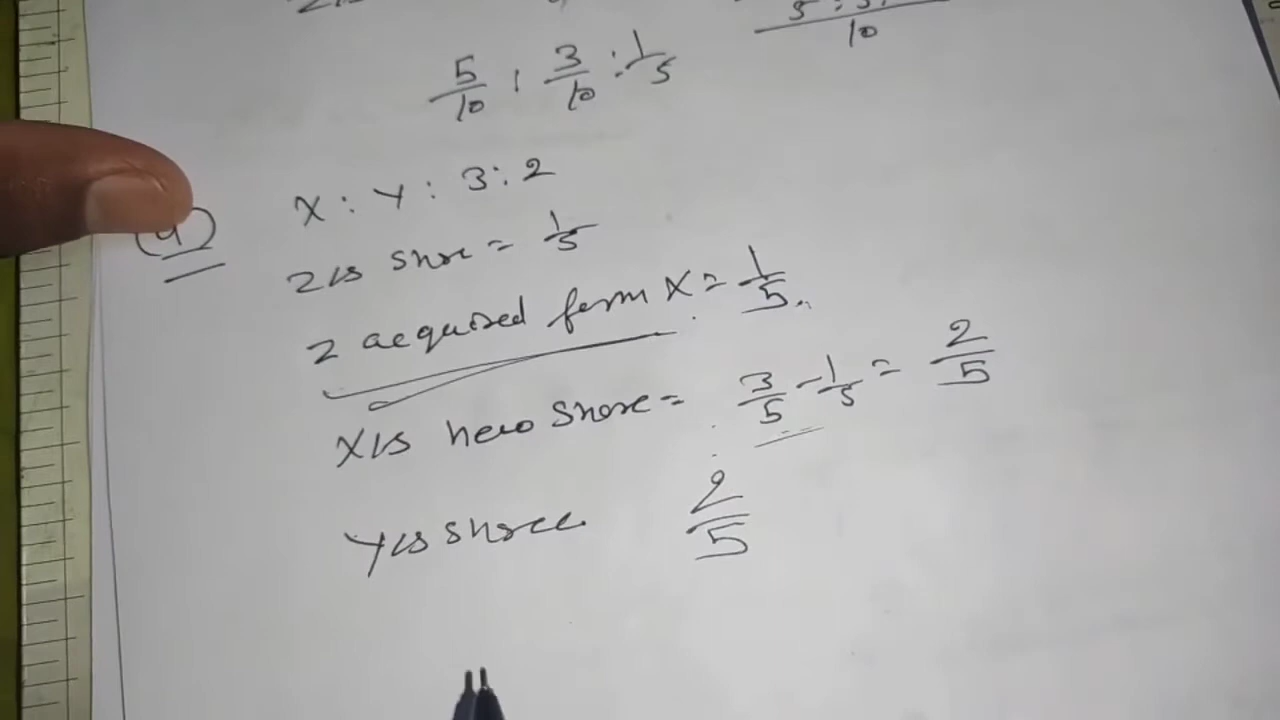 10
5/10 : 3/10 : 1/5
X : Y : 3 : 2
Z's share = 1/5
Z acquired form X = 1/5.
X's new share = 3/5 - 1/5 = 2/5
Y's share 2/5